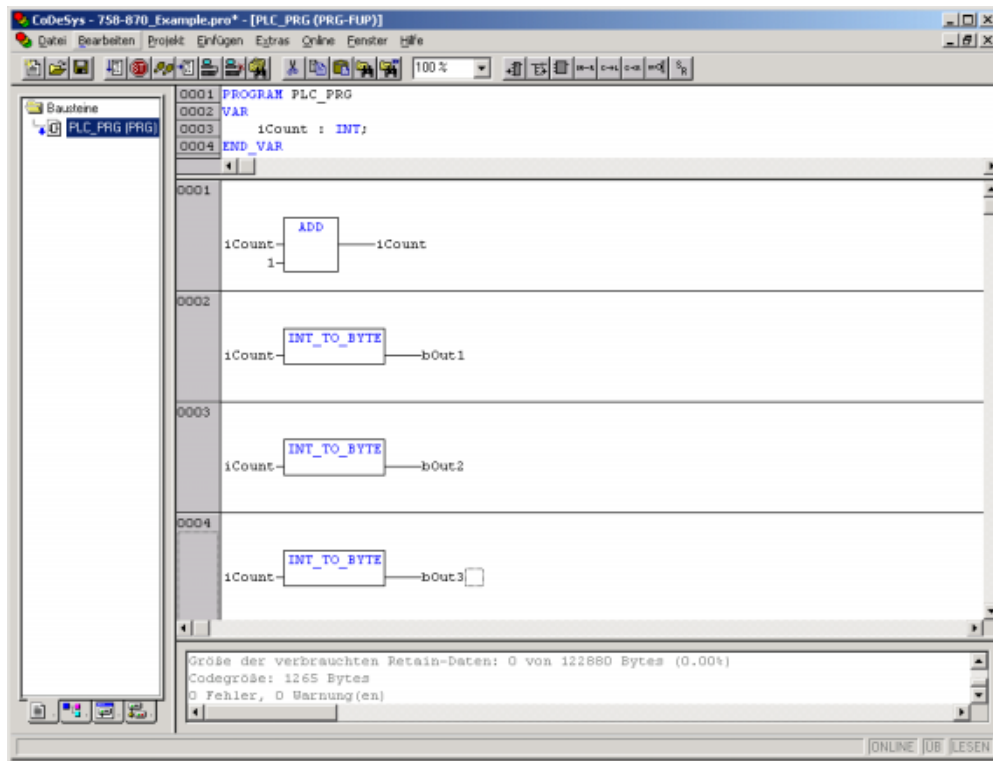 CoDeSys - 758-870_Example.pro* - [PLC_PRG (PRG-FUP)]
Datei Bearbeiten Projekt Einfügen Extras Online Fenster Hilfe
100 %
Bausteine
PLC_PRG (PRG)
0001 PROGRAM PLC_PRG
0002 VAR
0003 iCount : INT;
0004 END_VAR
0001
ADD
iCount iCount
1
0002
INT_TO_BYTE
iCount bOut1
0003
INT_TO_BYTE
iCount bOut2
0004
INT_TO_BYTE
iCount bOut3
Größe der verbrauchten Retain-Daten: 0 von 122880 Bytes (0.00%)
Codegröße: 1265 Bytes
0 Fehler, 0 Warnung(en)
ONLINE ÜB LESEN